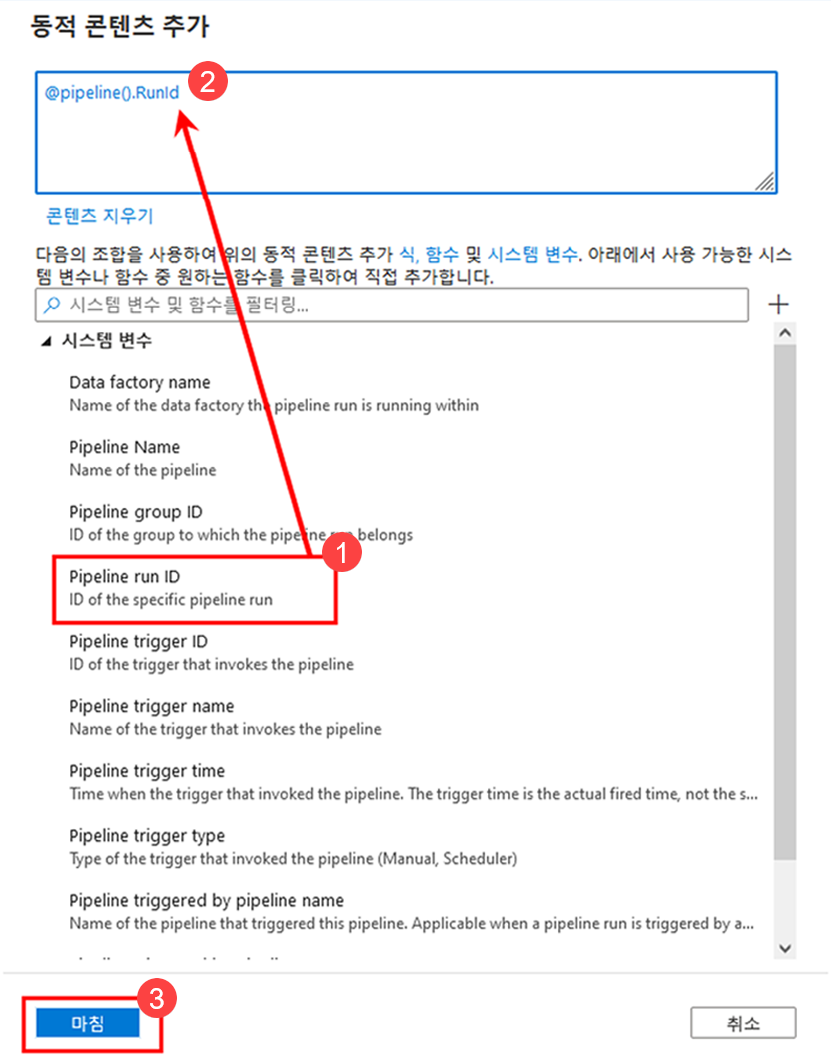 동적 콘텐츠 추가
@pipeline().RunId
2
콘텐츠 지우기
다음의 조합을 사용하여 위의 동적 콘텐츠 추가 식, 함수 및 시스템 변수. 아래에서 사용 가능한 시스
템 변수나 함수 중 원하는 함수를 클릭하여 직접 추가합니다.
시스템 변수 및 함수를 필터링...
시스템 변수
Data factory name
Name of the data factory the pipeline run is running within
Pipeline Name
Name of the pipeline
Pipeline group ID
ID of the group to which the pipeline run belongs
1
Pipeline run ID
ID of the specific pipeline run
Pipeline trigger ID
ID of the trigger that invokes the pipeline
Pipeline trigger name
Name of the trigger that invokes the pipeline
Pipeline trigger time
Time when the trigger that invoked the pipeline. The trigger time is the actual fired time, not the s...
Pipeline trigger type
Type of the trigger that invoked the pipeline (Manual, Scheduler)
Pipeline triggered by pipeline name
Name of the pipeline that triggered this pipeline. Applicable when a pipeline run is triggered by a...
3
마침
취소